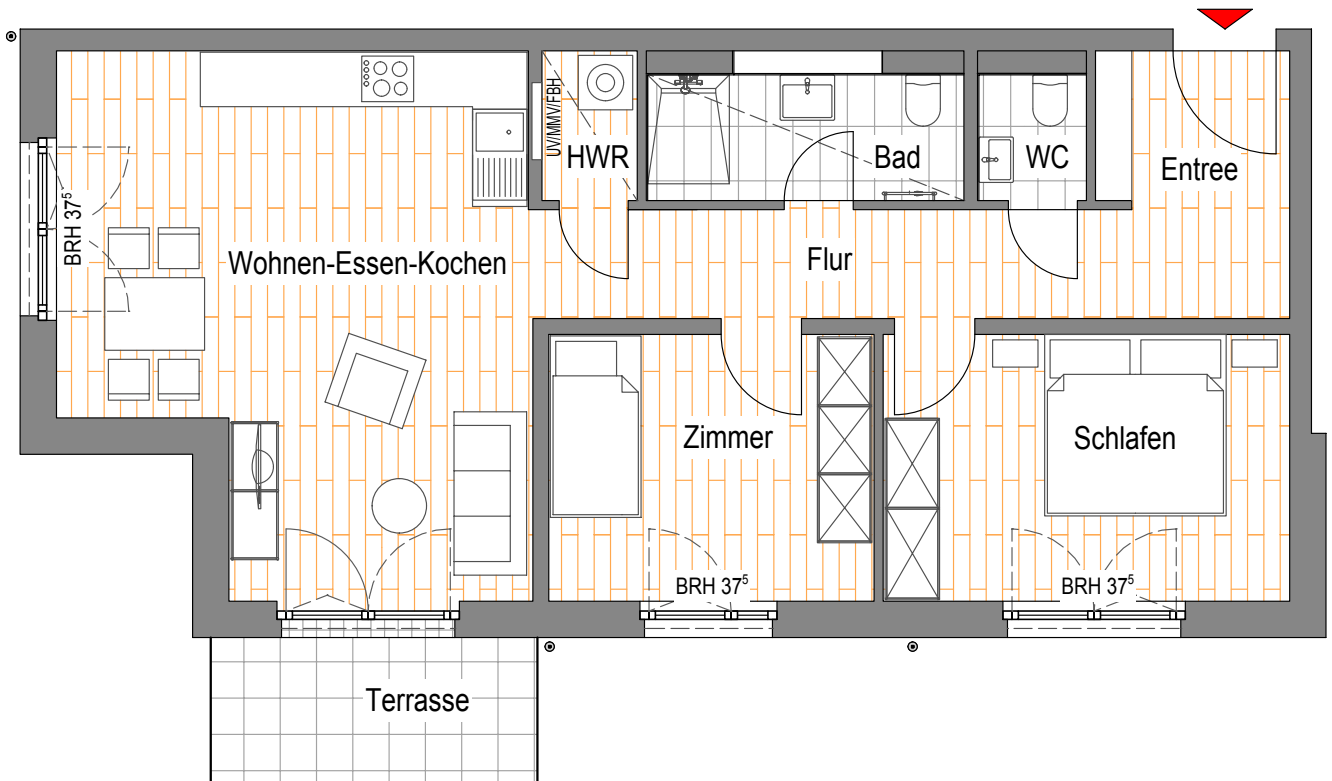 UV/MMV/FBH
HWR
Bad
WC
Entree
BRH 37⁵
Wohnen-Essen-Kochen
Flur
Zimmer
Schlafen
BRH 37⁵
BRH 37⁵
Terrasse